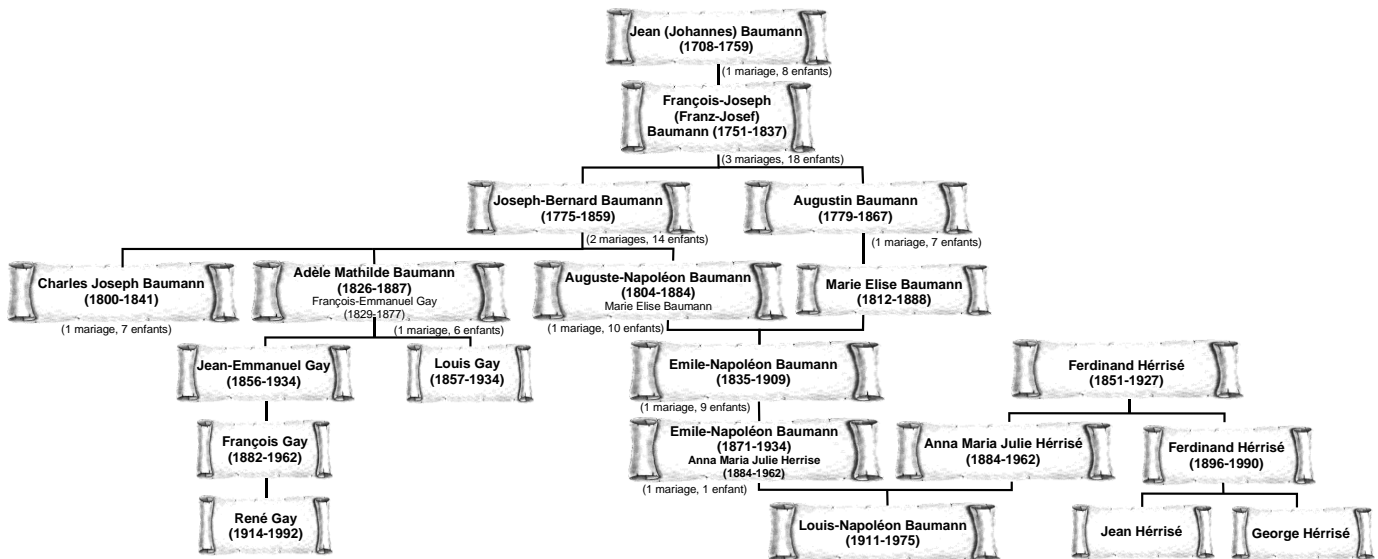 Jean (Johannes) Baumann
(1708-1759)
(1 mariage, 8 enfants)
François-Joseph
(Franz-Josef)
Baumann (1751-1837)
(3 mariages, 18 enfants)
Joseph-Bernard Baumann
(1775-1859)
(2 mariages, 14 enfants)
Augustin Baumann
(1779-1867)
(1 mariage, 7 enfants)
Charles Joseph Baumann
(1800-1841)
(1 mariage, 7 enfants)
Adèle Mathilde Baumann
(1826-1887)
François-Emmanuel Gay
(1829-1877)
(1 mariage, 6 enfants)
Auguste-Napoléon Baumann
(1804-1884)
Marie Elise Baumann
(1 mariage, 10 enfants)
Marie Elise Baumann
(1812-1888)
Jean-Emmanuel Gay
(1856-1934)
Louis Gay
(1857-1934)
Emile-Napoléon Baumann
(1835-1909)
(1 mariage, 9 enfants)
Ferdinand Hérrisé
(1851-1927)
François Gay
(1882-1962)
Emile-Napoléon Baumann
(1871-1934)
Anna Maria Julie Herrise
(1884-1962)
(1 mariage, 1 enfant)
Anna Maria Julie Hérrisé
(1884-1962)
Ferdinand Hérrisé
(1896-1990)
René Gay
(1914-1992)
Louis-Napoléon Baumann
(1911-1975)
Jean Hérrisé
George Hérrisé